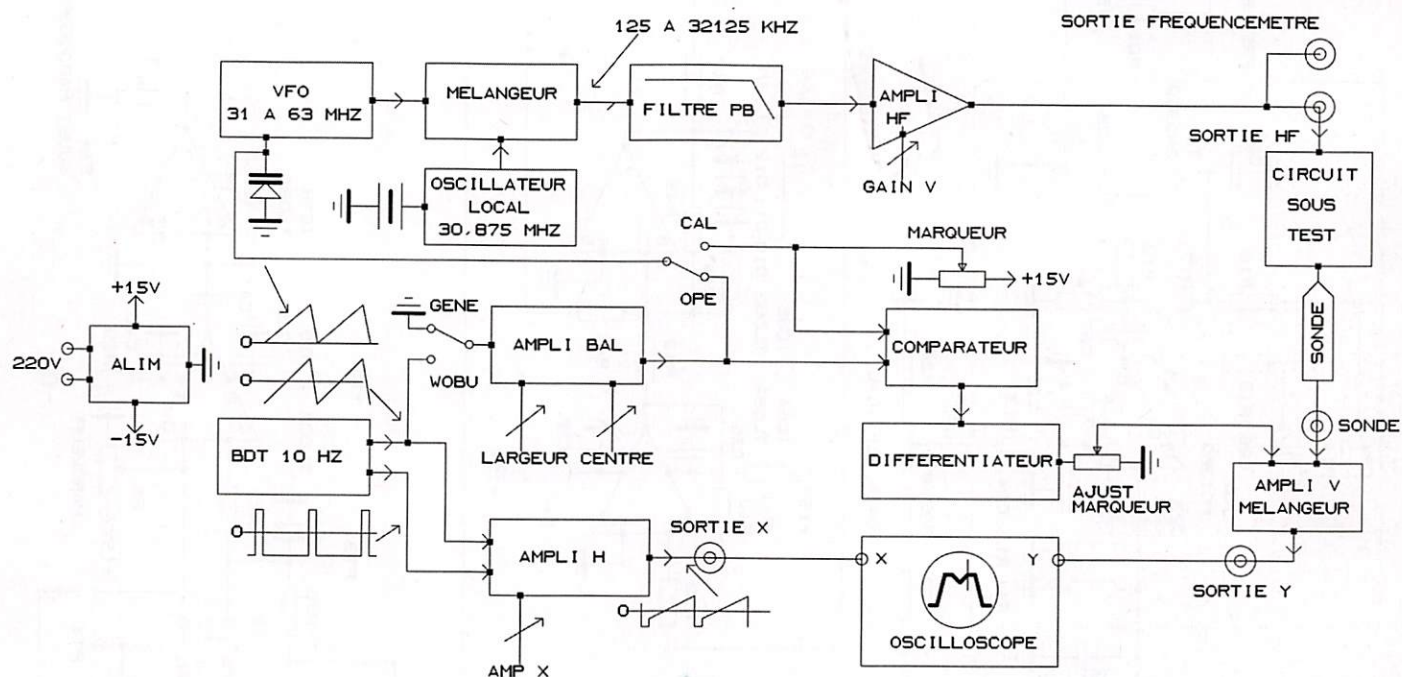 SORTIE FREQUENCEMETRE
125 A 32125 KHZ
VFO
31 A 63 MHZ
MELANGEUR
FILTRE PB
AMPLI
HF
SORTIE HF
GAIN V
OSCILLATEUR
LOCAL
30,875 MHZ
CIRCUIT
SOUS
TEST
CAL
OPE
MARQUEUR
+15V
+15V
220V
ALIM
-15V
GENE
WOBU
AMPLI BAL
COMPARATEUR
SONDE
SONDE
BDT 10 HZ
LARGEUR CENTRE
DIFFERENTIATEUR
AJUST
MARQUEUR
AMPLI V
MELANGEUR
AMPLI H
SORTIE X
X
Y
SORTIE Y
OSCILLOSCOPE
AMP X